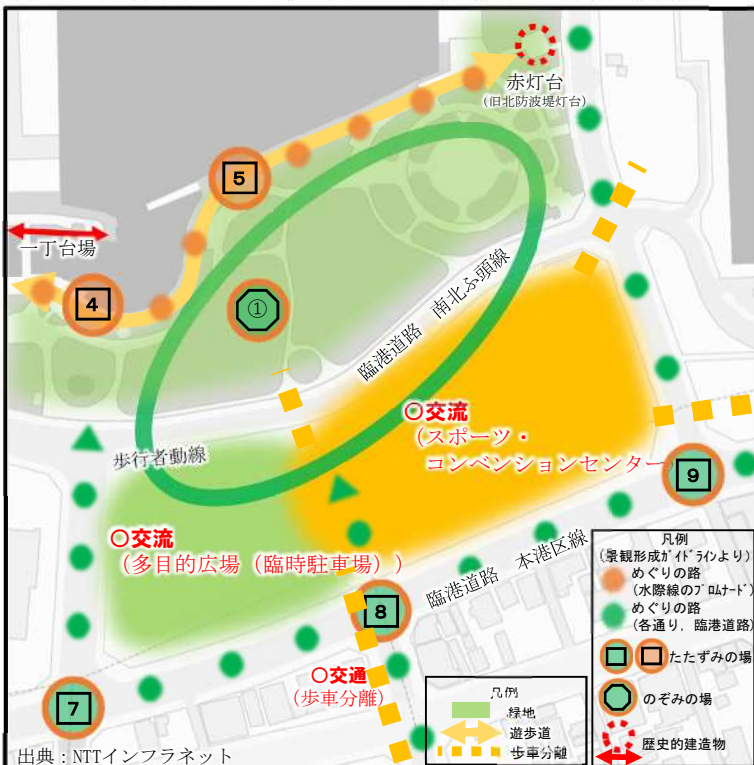 赤灯台
(旧北防波堤灯台)
5
一丁台場
4
①
臨港道路　南北ふ頭線
○交流
(スポーツ・
コンベンションセンター
歩行者動線
9
○交流
(多目的広場（臨時駐車場）)
臨港道路　本港区線
8
○交通
(歩車分離)
7
凡例
緑地
遊歩道
歩車分離
凡例
(景観形成ｶﾞｲﾄﾞﾗｲﾝより)
めぐりの路
(水際線のﾌﾟﾛﾑﾅｰﾄﾞ)
めぐりの路
(各通り，臨港道路)
たたずみの場
のぞみの場
歴史的建造物
出典：NTTインフラネット